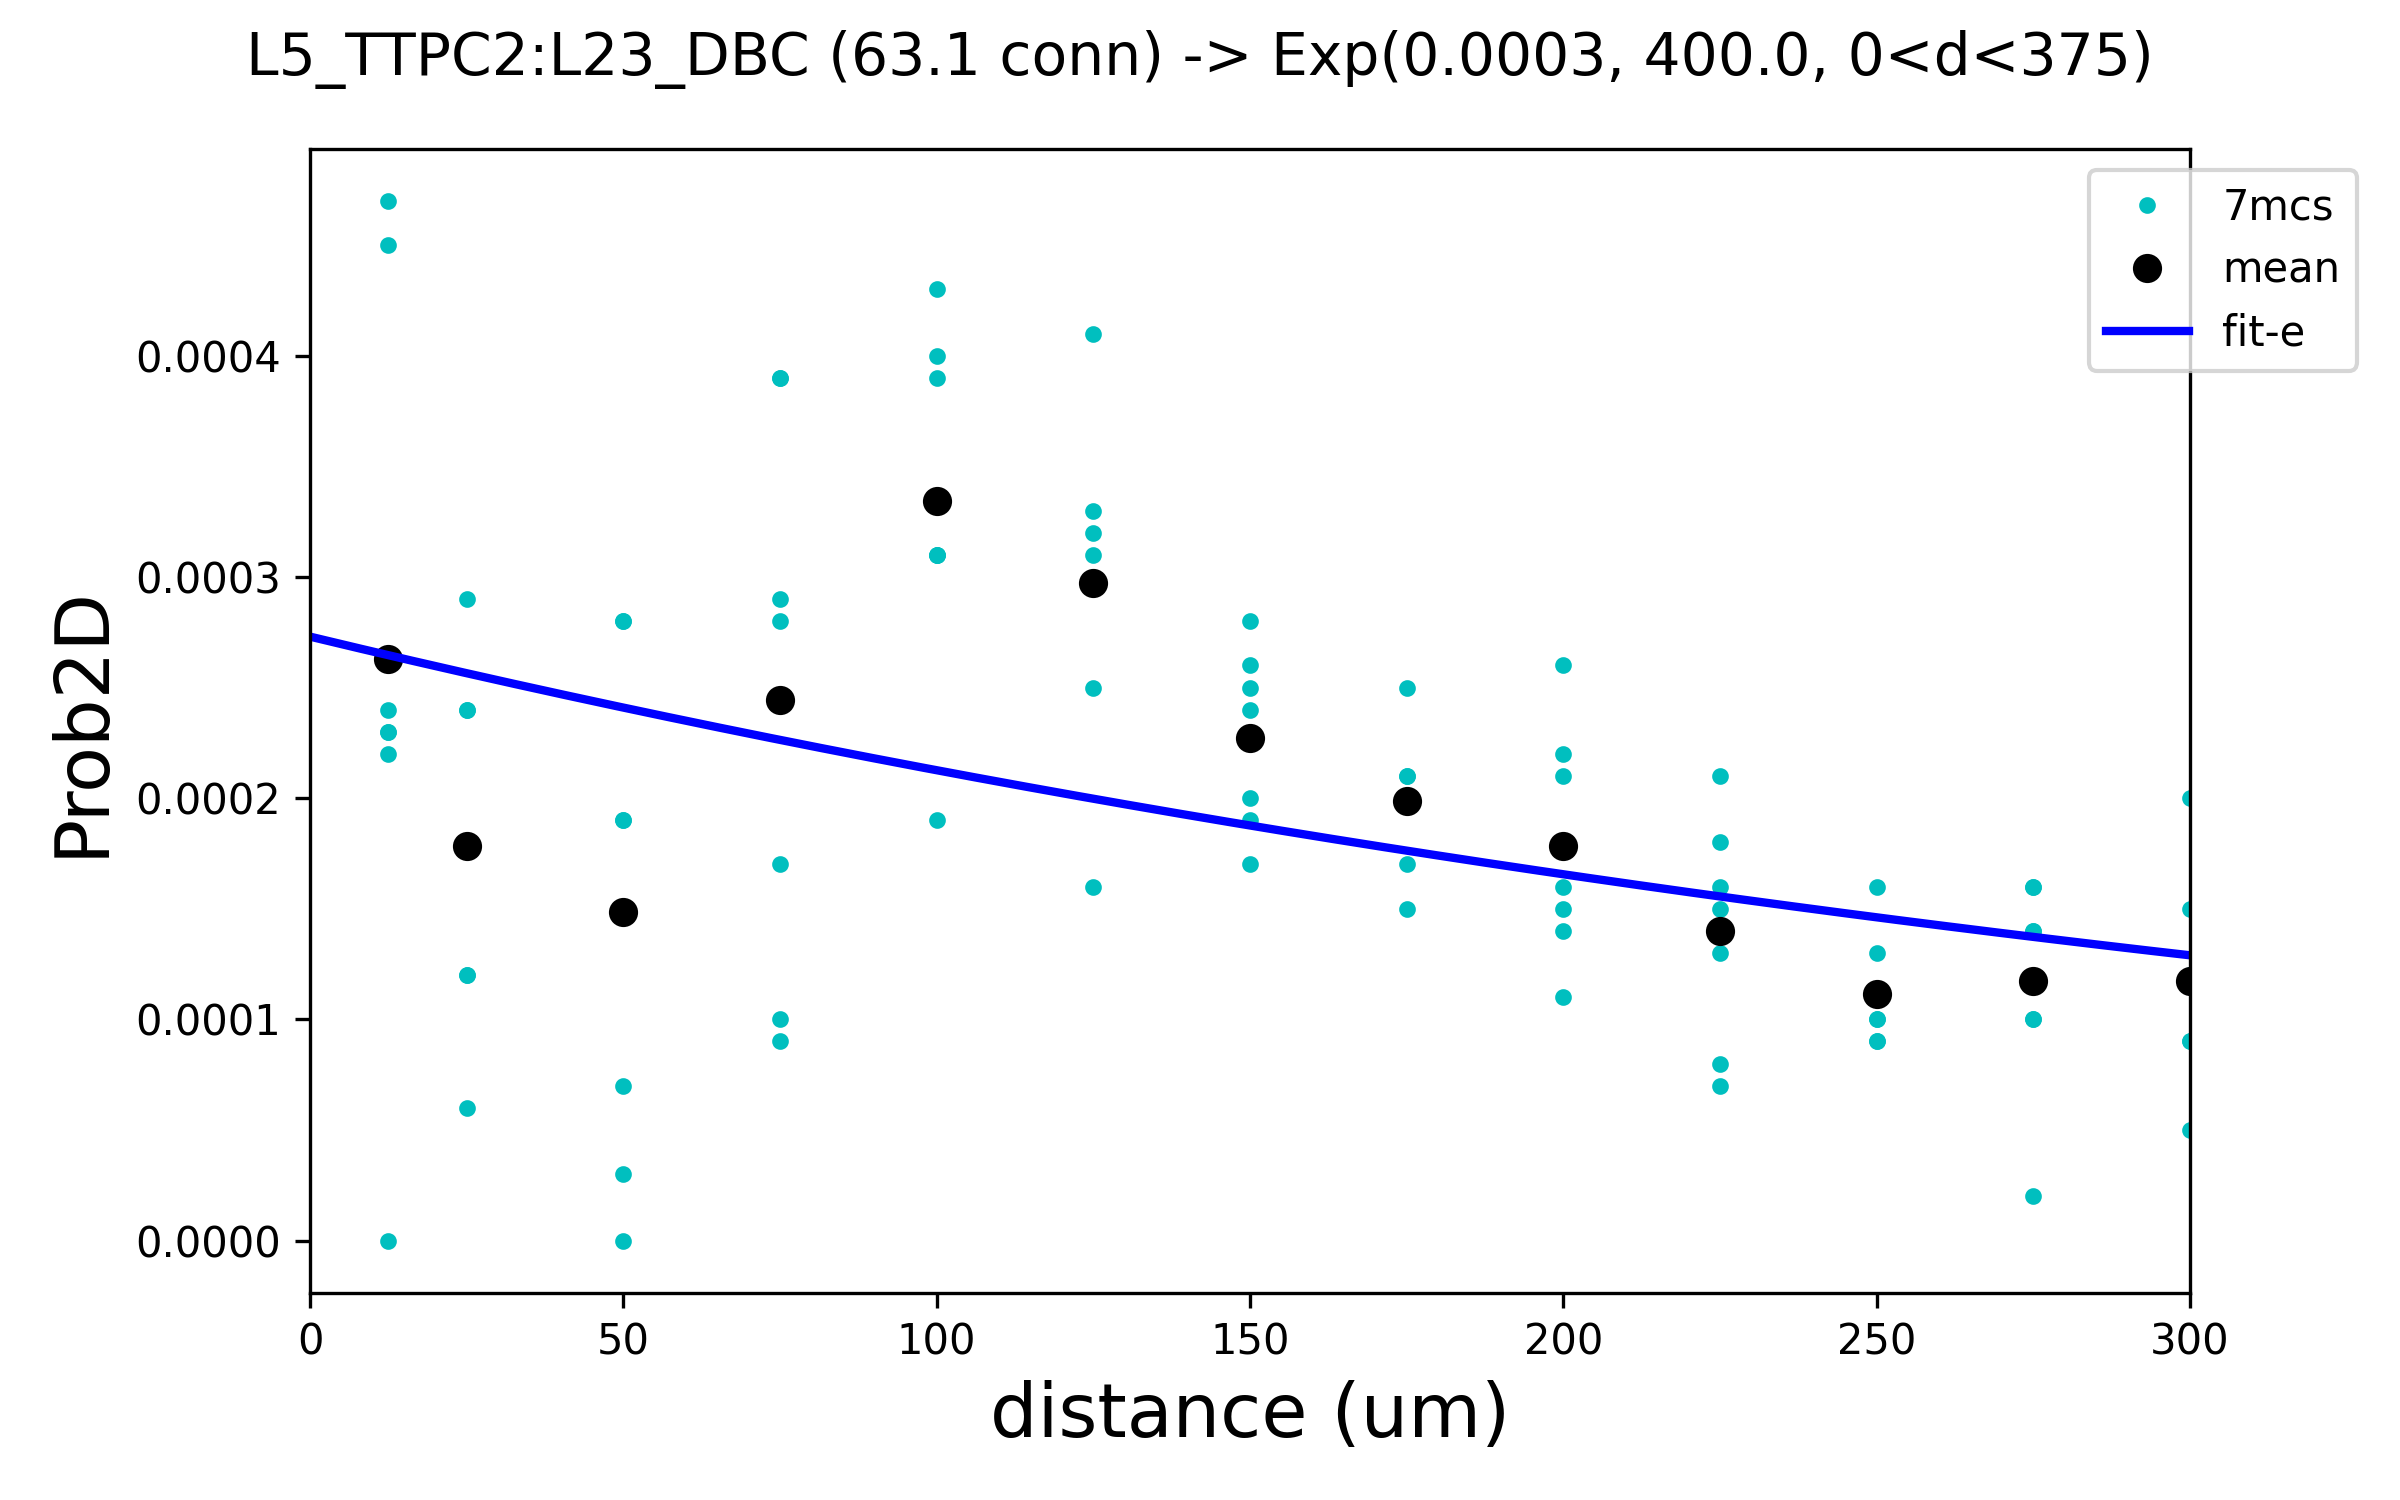 L5_TTPC2:L23_DBC (63.1 conn) -> Exp(0.0003, 400.0, 0<d<375)
7mcs
mean
fit-e
Prob2D
0.0004
0.0003
0.0002
0.0001
0.0000
0 50 100 150 200 250 300
distance (um)